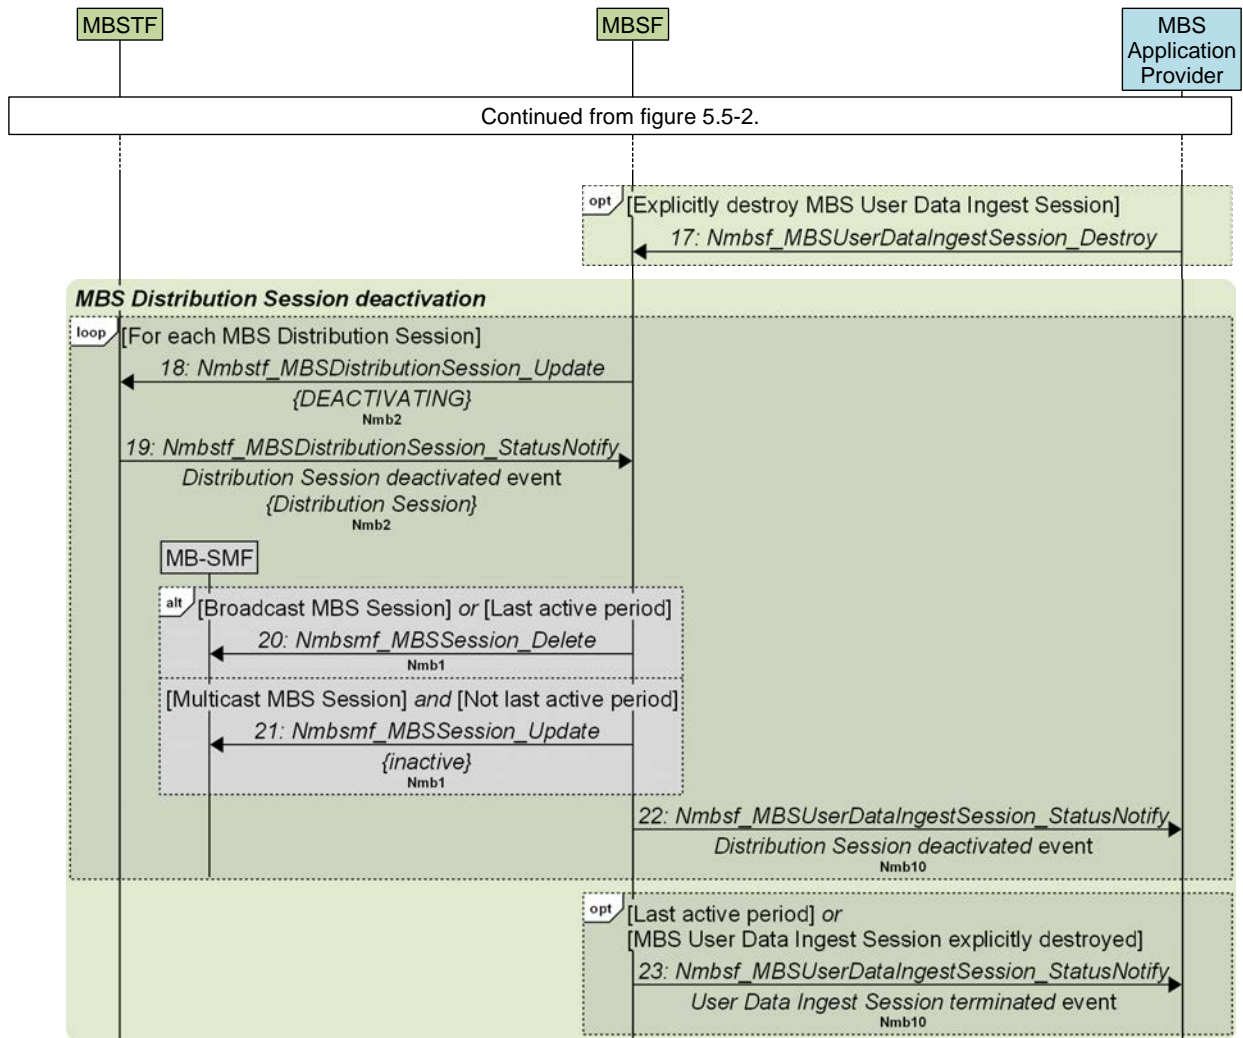 MBSTF
MBSF
MBS
Application
Provider
Continued from figure 5.5-2.
opt
[Explicitly destroy MBS User Data Ingest Session]
17: Nmbsf_MBSUserDataIngestSession_Destroy
MBS Distribution Session deactivation
loop
[For each MBS Distribution Session]
18: Nmbstf_MBSDistributionSession_Update
{DEACTIVATING}
Nmb2
19: Nmbstf_MBSDistributionSession_StatusNotify
Distribution Session deactivated event
{Distribution Session}
Nmb2
MB-SMF
alt
[Broadcast MBS Session] or [Last active period]
20: Nmbsmf_MBSSession_Delete
Nmb1
[Multicast MBS Session] and [Not last active period]
21: Nmbsmf_MBSSession_Update
{inactive}
Nmb1
22: Nmbsf_MBSUserDataIngestSession_StatusNotify
Distribution Session deactivated event
Nmb10
opt
[Last active period] or
[MBS User Data Ingest Session explicitly destroyed]
23: Nmbsf_MBSUserDataIngestSession_StatusNotify
User Data Ingest Session terminated event
Nmb10